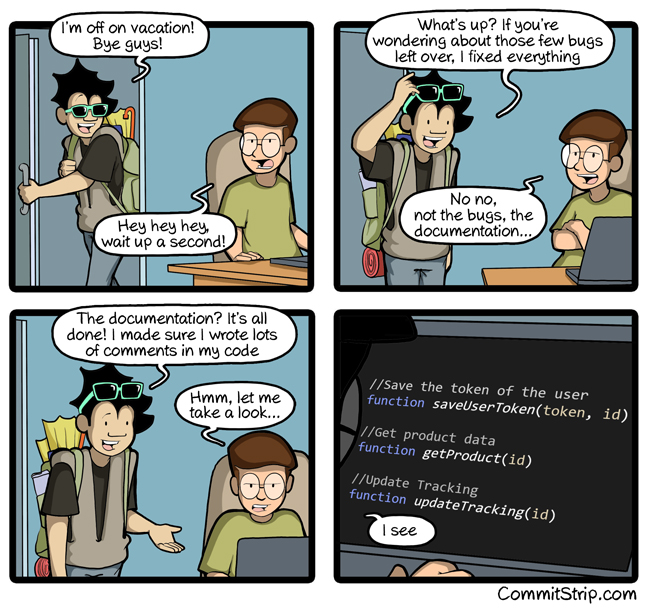 I'm off on vacation!
Bye guys!
Hey hey hey,
wait up a second!
What's up? If you're
wondering about those few bugs
left over, I fixed everything
No no,
not the bugs, the
documentation...
The documentation? It's all
done! I made sure I wrote lots
of comments in my code
Hmm, let me
take a look...
//Save the token of the user
function saveUserToken(token, id)
//Get product data
function getProduct(id)
//Update Tracking
function updateTracking(id)
I see
CommitStrip.com